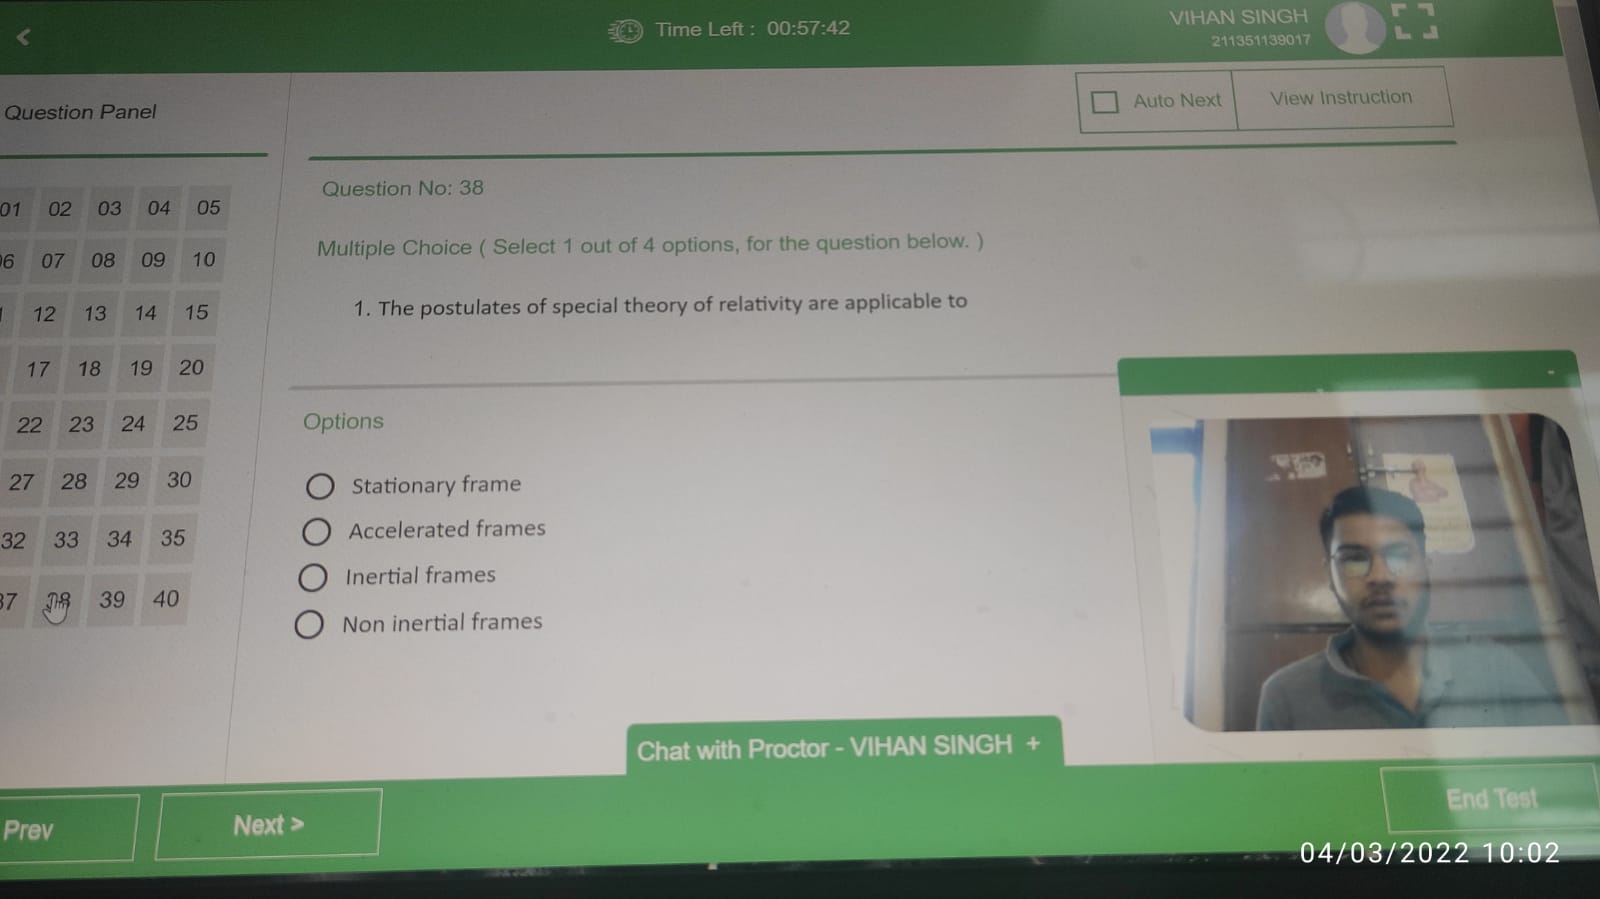 <
Time Left : 00:57:42
VIHAN SINGH
211351139017
Question Panel
Auto Next
View Instruction
01 02 03 04 05
06 07 08 09 10
12 13 14 15
17 18 19 20
22 23 24 25
27 28 29 30
32 33 34 35
37 38 39 40
Question No: 38
Multiple Choice ( Select 1 out of 4 options, for the question below. )
1. The postulates of special theory of relativity are applicable to
Options
Stationary frame
Accelerated frames
Inertial frames
Non inertial frames
Chat with Proctor - VIHAN SINGH +
Prev
Next >
End Test
04/03/2022 10:02